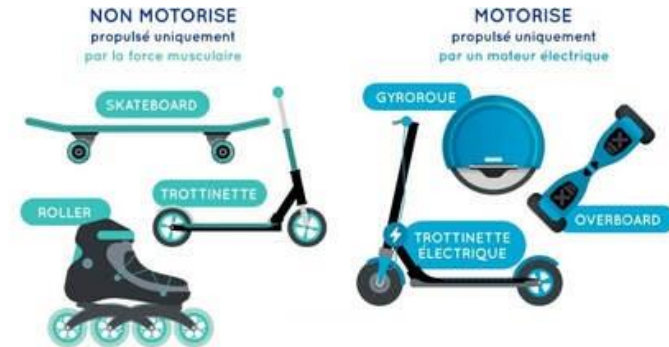 NON MOTORISE
propulsé uniquement
par la force musculaire
SKATEBOARD
TROTTINETTE
ROLLER
MOTORISE
propulsé uniquement
par un moteur électrique
GYROROUE
OVERBOARD
TROTTINETTE
ÉLECTRIQUE